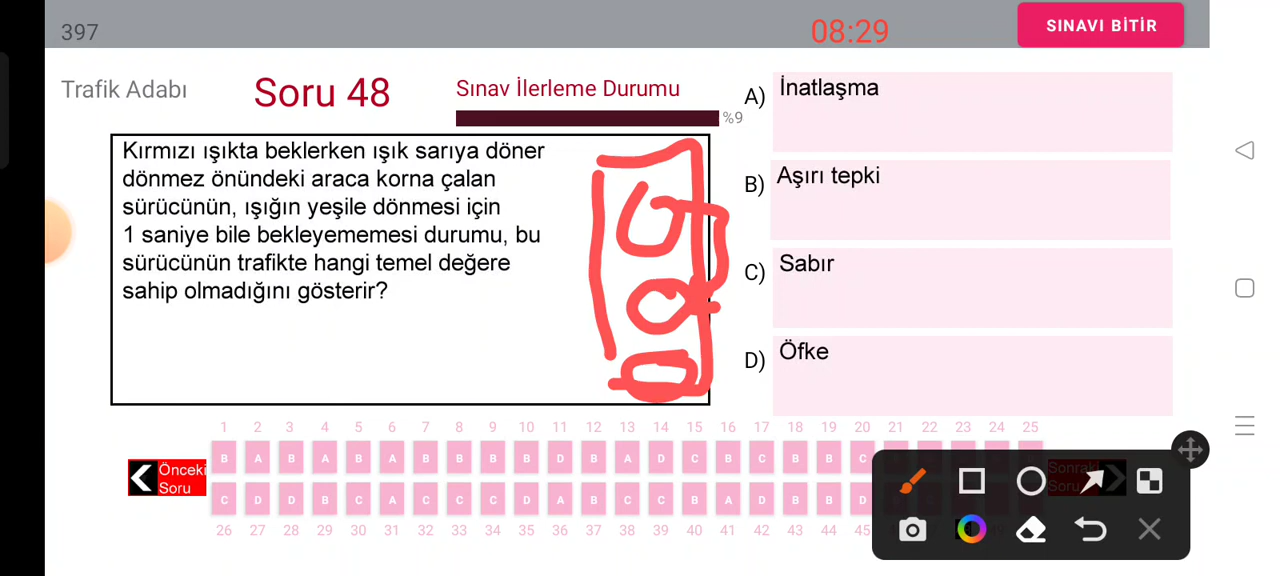 397
08:29
SINAVI BİTİR
Trafik Adabı
Soru 48
Sınav İlerleme Durumu
%9
Kırmızı ışıkta beklerken ışık sarıya döner
dönmez önündeki araca korna çalan
sürücünün, ışığın yeşile dönmesi için
1 saniye bile bekleyememesi durumu, bu
sürücünün trafikte hangi temel değere
sahip olmadığını gösterir?
A) İnatlaşma
B) Aşırı tepki
C) Sabır
D) Öfke
1 2 3 4 5 6 7 8 9 10 11 12 13 14 15 16 17 18 19 20 21 22 23 24 25
B A B A B A B B B B D B A D C B C B B C
Önceki
Soru
Sonraki
Soru
C D D B C A C C C D A B C C B A D B B D
26 27 28 29 30 31 32 33 34 35 36 37 38 39 40 41 42 43 44 45